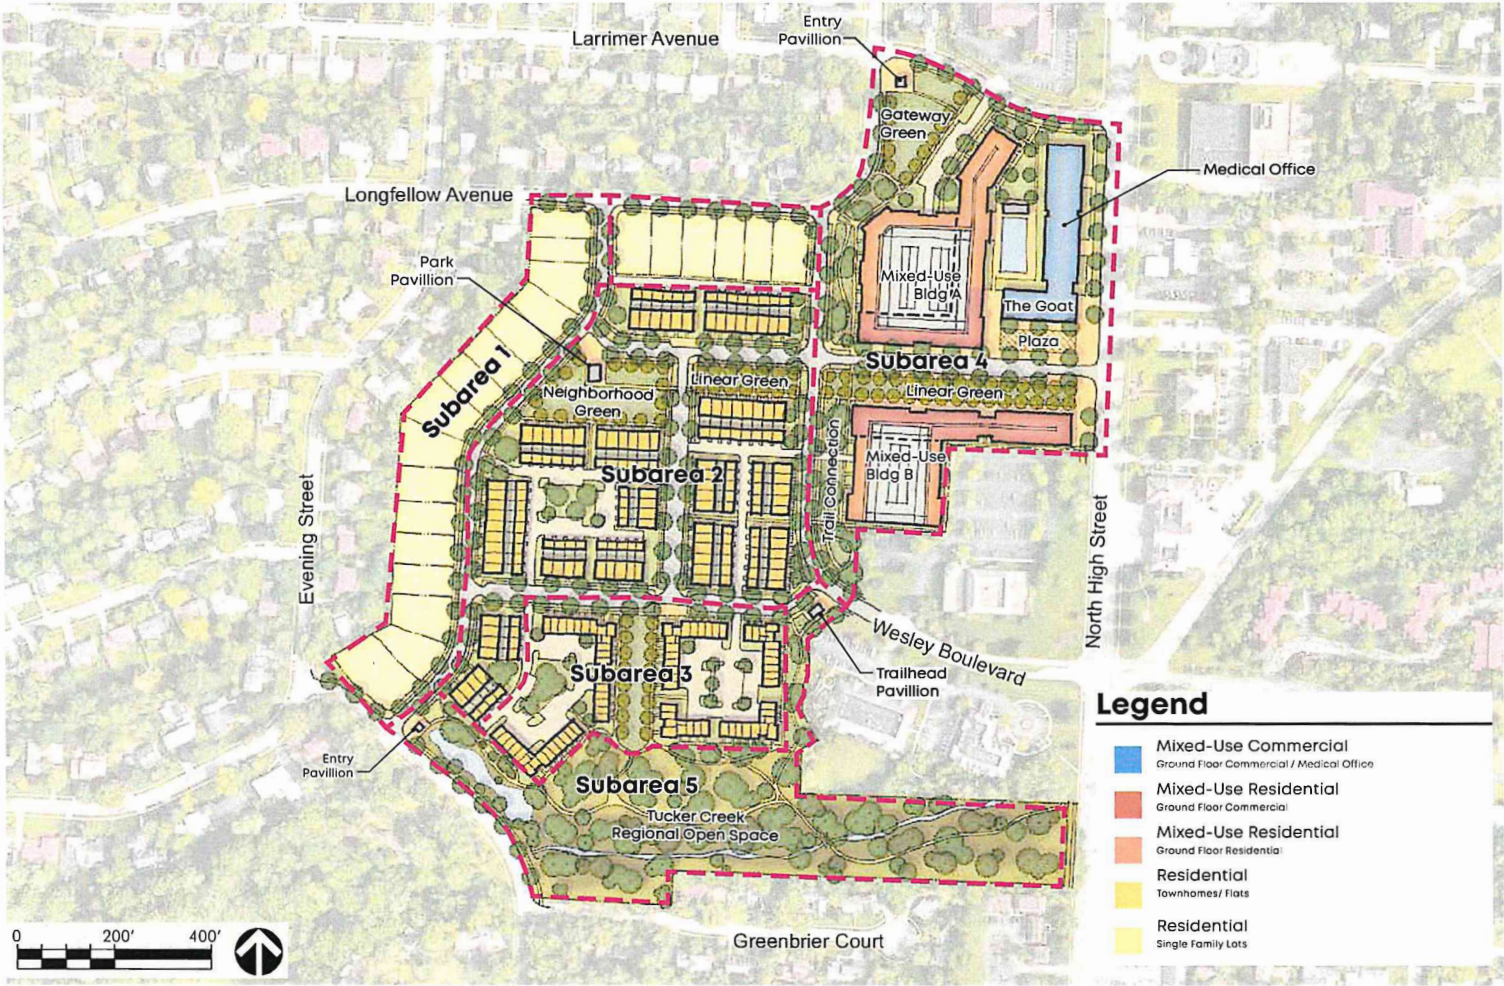 Larrimer Avenue
Entry
Pavillion
Gateway
Green
Medical Office
Longfellow Avenue
Park
Pavillion
Mixed-Use
Bldg A
The Goat
Plaza
Subarea 1
Subarea 4
Linear Green
Linear Green
Neighborhood
Green
Subarea 2
Trail Connection
Mixed-Use
Bldg B
Evening Street
North High Street
Wesley Boulevard
Subarea 3
Trailhead
Pavillion
Entry
Pavillion
Subarea 5
Tucker Creek
Regional Open Space
Greenbrier Court
0 200' 400'
Legend
Mixed-Use Commercial
Ground Floor Commercial / Medical Office
Mixed-Use Residential
Ground Floor Commercial
Mixed-Use Residential
Ground Floor Residential
Residential
Townhomes/ Flats
Residential
Single Family Lots